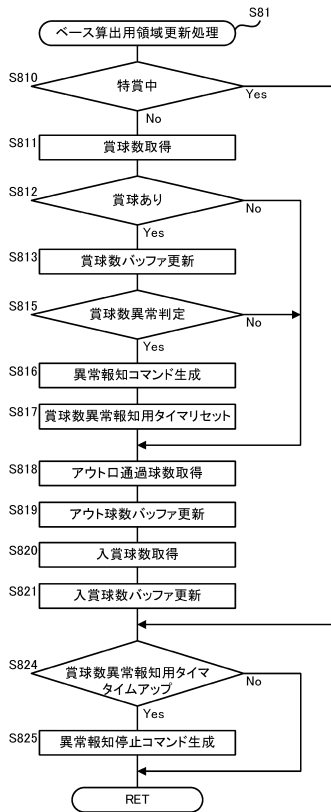 S81
ベース算出用領域更新処理
S810
特賞中
Yes
No
S811
賞球数取得
S812
賞球あり
No
Yes
S813
賞球数バッファ更新
S815
賞球数異常判定
No
Yes
S816
異常報知コマンド生成
S817
賞球数異常報知用タイマリセット
S818
アウト口通過球数取得
S819
アウト球数バッファ更新
S820
入賞球数取得
S821
入賞球数バッファ更新
S824
賞球数異常報知用タイマ
タイムアップ
No
Yes
S825
異常報知停止コマンド生成
RET